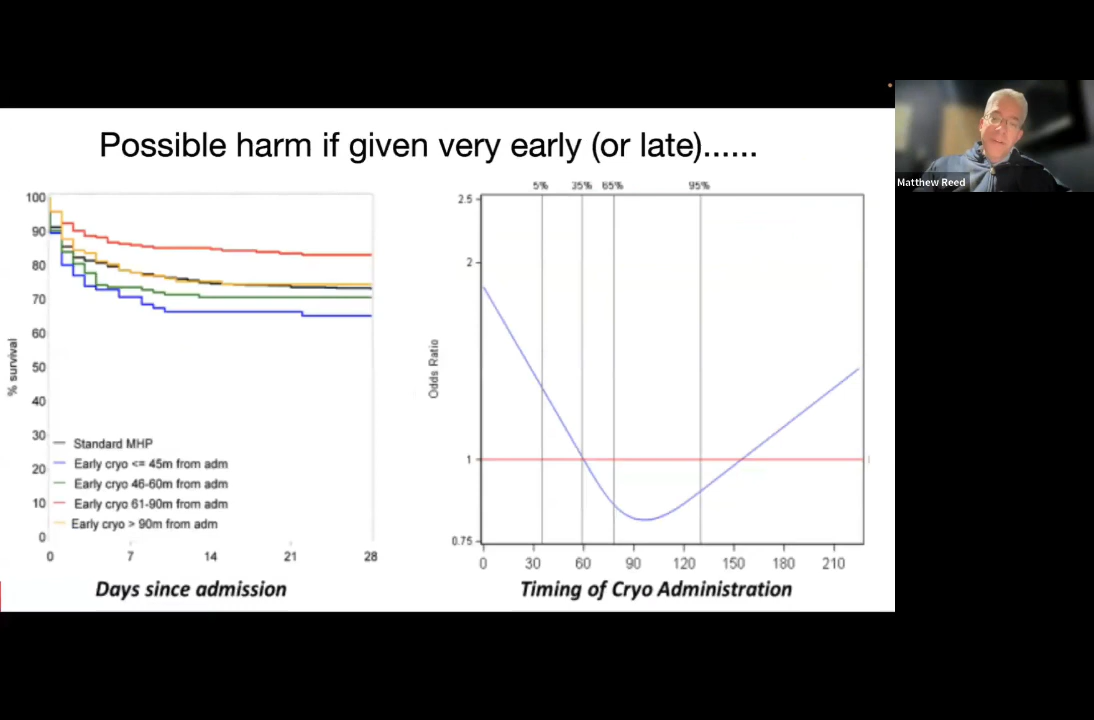 Possible harm if given very early (or late)......
Matthew Reed
100
90
80
70
60
50
40
30
20
10
0
% survival
Standard MHP
Early cryo <= 45m from adm
Early cryo 46-60m from adm
Early cryo 61-90m from adm
Early cryo > 90m from adm
0 7 14 21 28
Days since admission
5% 35% 65% 95%
2.5
2
1
0.75
Odds Ratio
0 30 60 90 120 150 180 210
Timing of Cryo Administration